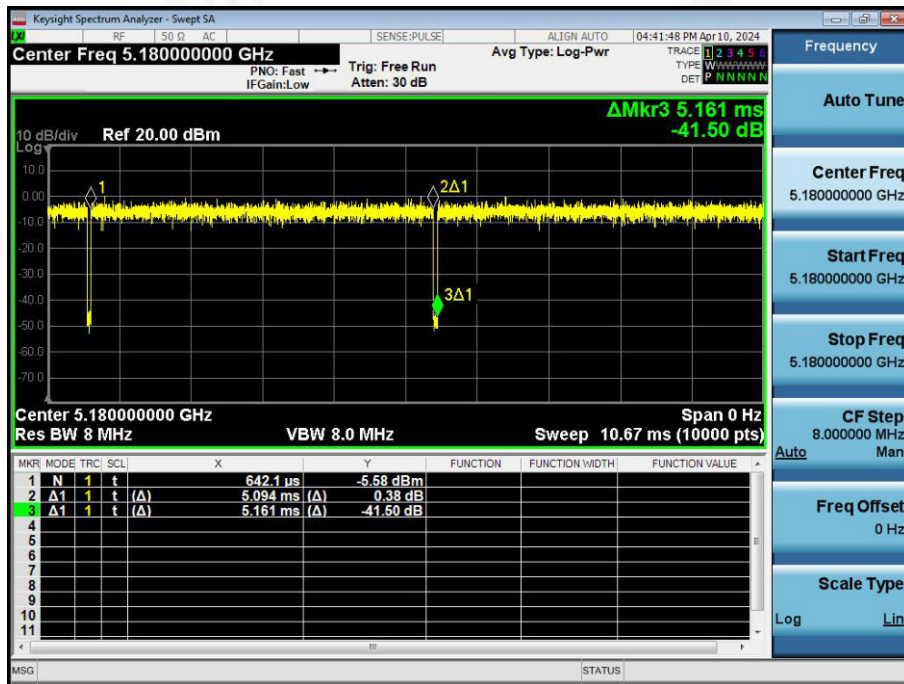 Keysight Spectrum Analyzer - Swept SA
LXI RF 50 Ω AC SENSE:PULSE ALIGN AUTO 04:41:48 PM Apr 10, 2024
Center Freq 5.180000000 GHz
PNO: Fast
IFGain:Low
Trig: Free Run
Atten: 30 dB
Avg Type: Log-Pwr
TRACE 1 2 3 4 5 6
TYPE W
DET P N N N N N
ΔMkr3 5.161 ms
-41.50 dB
10 dB/div Ref 20.00 dBm
Log
10.0
0.00
-10.0
-20.0
-30.0
-40.0
-50.0
-60.0
-70.0
1
2Δ1
3Δ1
Center 5.180000000 GHz Span 0 Hz
Res BW 8 MHz VBW 8.0 MHz Sweep 10.67 ms (10000 pts)
MKR MODE TRC SCL X Y FUNCTION FUNCTION WIDTH FUNCTION VALUE
1 N 1 t 642.1 µs -5.58 dBm
2 Δ1 1 t (Δ) 5.094 ms (Δ) 0.38 dB
3 Δ1 1 t (Δ) 5.161 ms (Δ) -41.50 dB
4
5
6
7
8
9
10
11
MSG STATUS
Frequency
Auto Tune
Center Freq
5.180000000 GHz
Start Freq
5.180000000 GHz
Stop Freq
5.180000000 GHz
CF Step
8.000000 MHz
Auto Man
Freq Offset
0 Hz
Scale Type
Log Lin